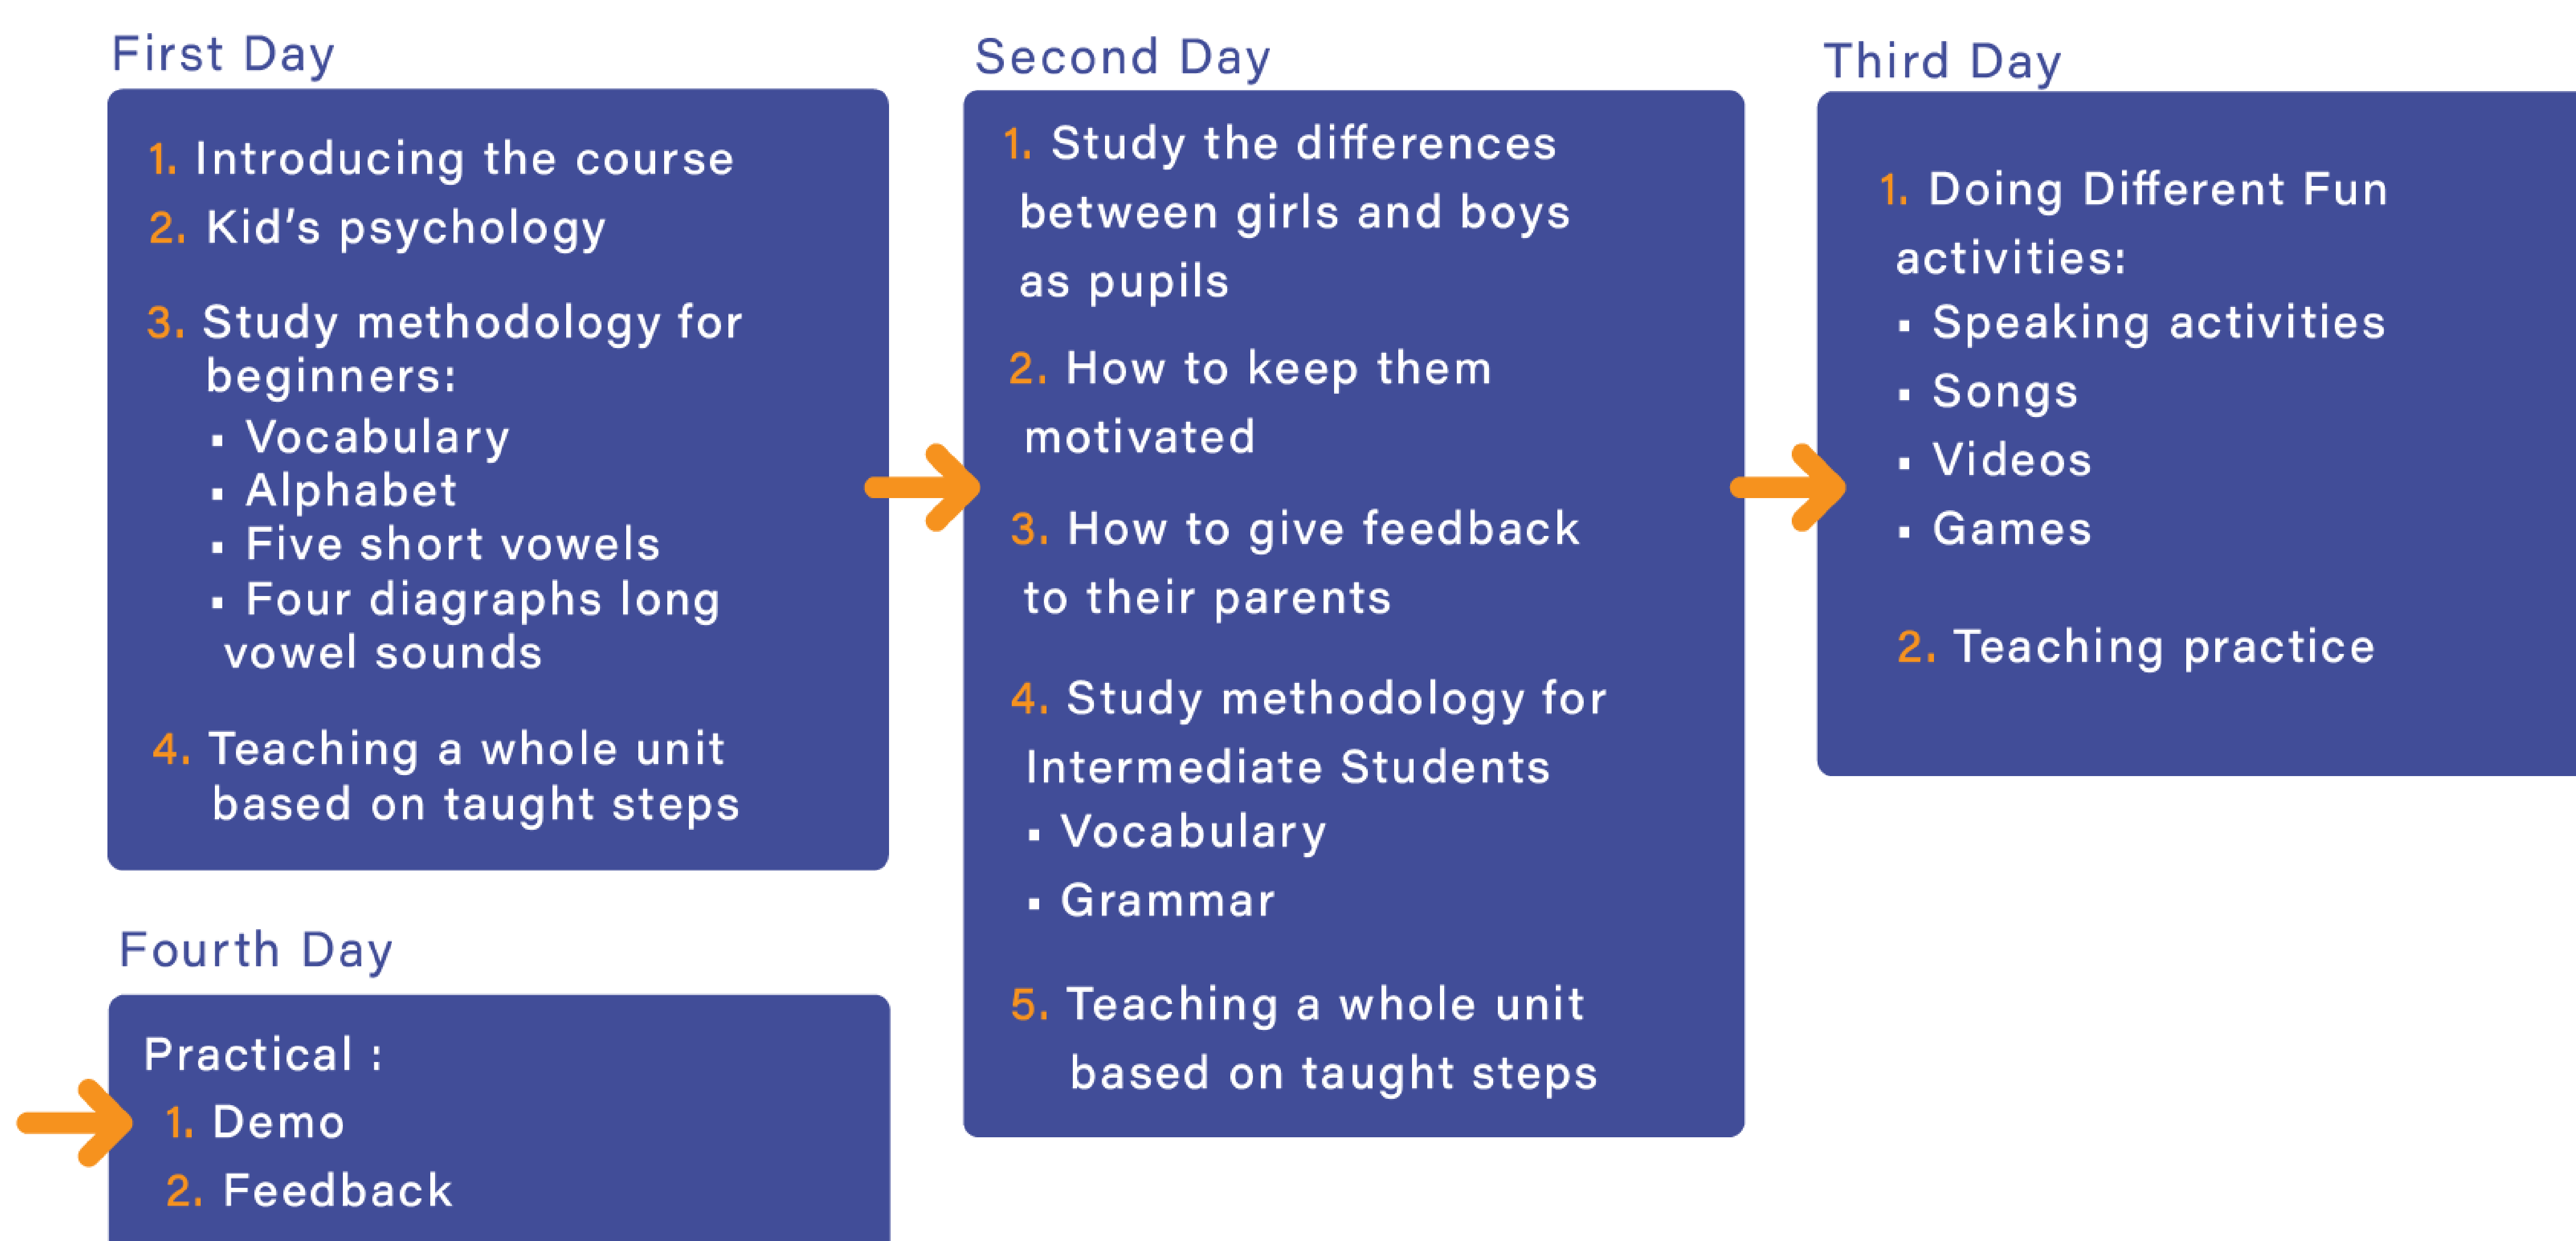 First Day
1. Introducing the course
2. Kid's psychology
3. Study methodology for
beginners:
▪ Vocabulary
▪ Alphabet
▪ Five short vowels
▪ Four diagraphs long
vowel sounds
4. Teaching a whole unit
based on taught steps
Second Day
1. Study the differences
between girls and boys
as pupils
2. How to keep them
motivated
3. How to give feedback
to their parents
4. Study methodology for
Intermediate Students
▪ Vocabulary
▪ Grammar
5. Teaching a whole unit
based on taught steps
Third Day
1. Doing Different Fun
activities:
▪ Speaking activities
▪ Songs
▪ Videos
▪ Games
2. Teaching practice
Fourth Day
Practical :
1. Demo
2. Feedback